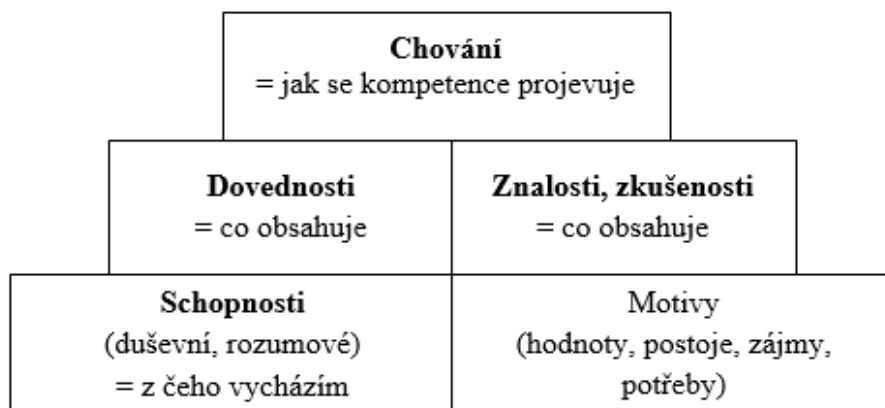 Chování
= jak se kompetence projevuje
Dovednosti
= co obsahuje
Znalosti, zkušenosti
= co obsahuje
Schopnosti
(duševní, rozumové)
= z čeho vycházím
Motivy
(hodnoty, postoje, zájmy,
potřeby)